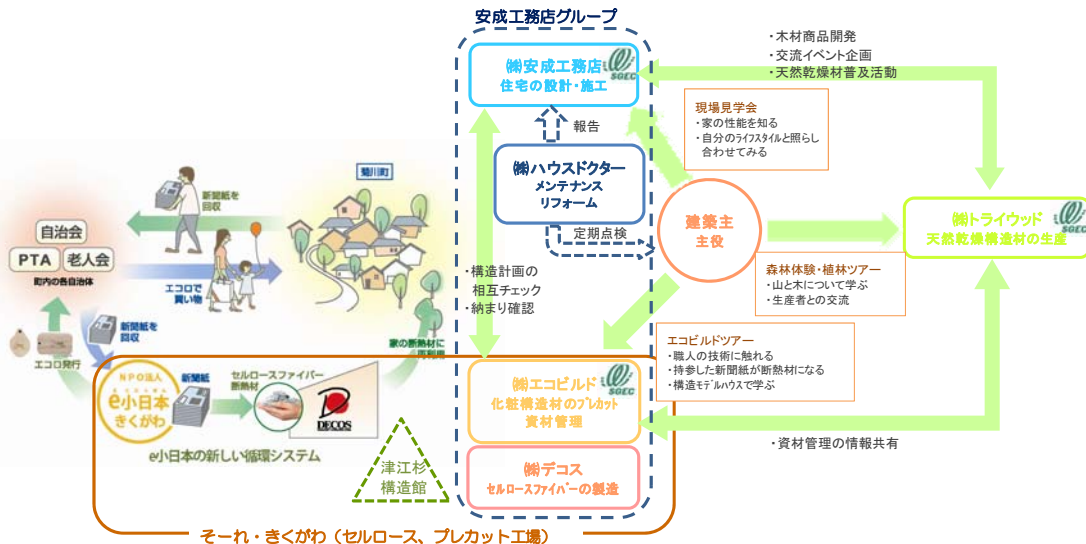 安成工務店グループ
㈱安成工務店
住宅の設計・施工
SGEC
報告
㈱ハウスドクター
メンテナンス
リフォーム
定期点検
・構造計画の
相互チェック
・納まり確認
・木材商品開発
・交流イベント企画
・天然乾燥材普及活動
現場見学会
・家の性能を知る
・自分のﾗｲﾌｽﾀｲﾙと照らし
合わせてみる
建築主
主役
㈱トライウッド
天然乾燥構造材の生産
SGEC
森林体験・植林ツアー
・山と木について学ぶ
・生産者との交流
エコビルドツアー
・職人の技術に触れる
・持参した新聞紙が断熱材になる
・構造ﾓﾃﾞﾙﾊｳｽで学ぶ
・資材管理の情報共有
㈱エコビルド
化粧構造材のﾌﾟﾚｶｯﾄ
資材管理
SGEC
㈱デコス
ｾﾙﾛｰｽﾌｧｲﾊﾞｰの製造
菊川町
新聞紙を
回収
自治会
PTA
老人会
町内の各自治体
エコロで
買い物
新聞紙を
回収
エコロ発行
家の断熱材に
再利用
NPO法人
e小日本
きくがわ
新聞紙
セルロースファイバー
断熱材
DECOS
e小日本の新しい循環システム
津江杉
構造館
そーれ・きくがわ（セルロース、プレカット工場）